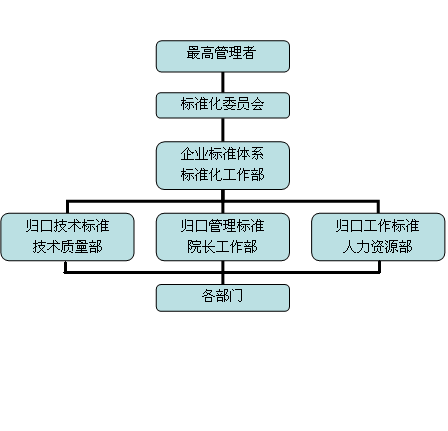 最高管理者
标准化委员会
企业标准体系
标准化工作部
归口技术标准
技术质量部
归口管理标准
院长工作部
归口工作标准
人力资源部
各部门